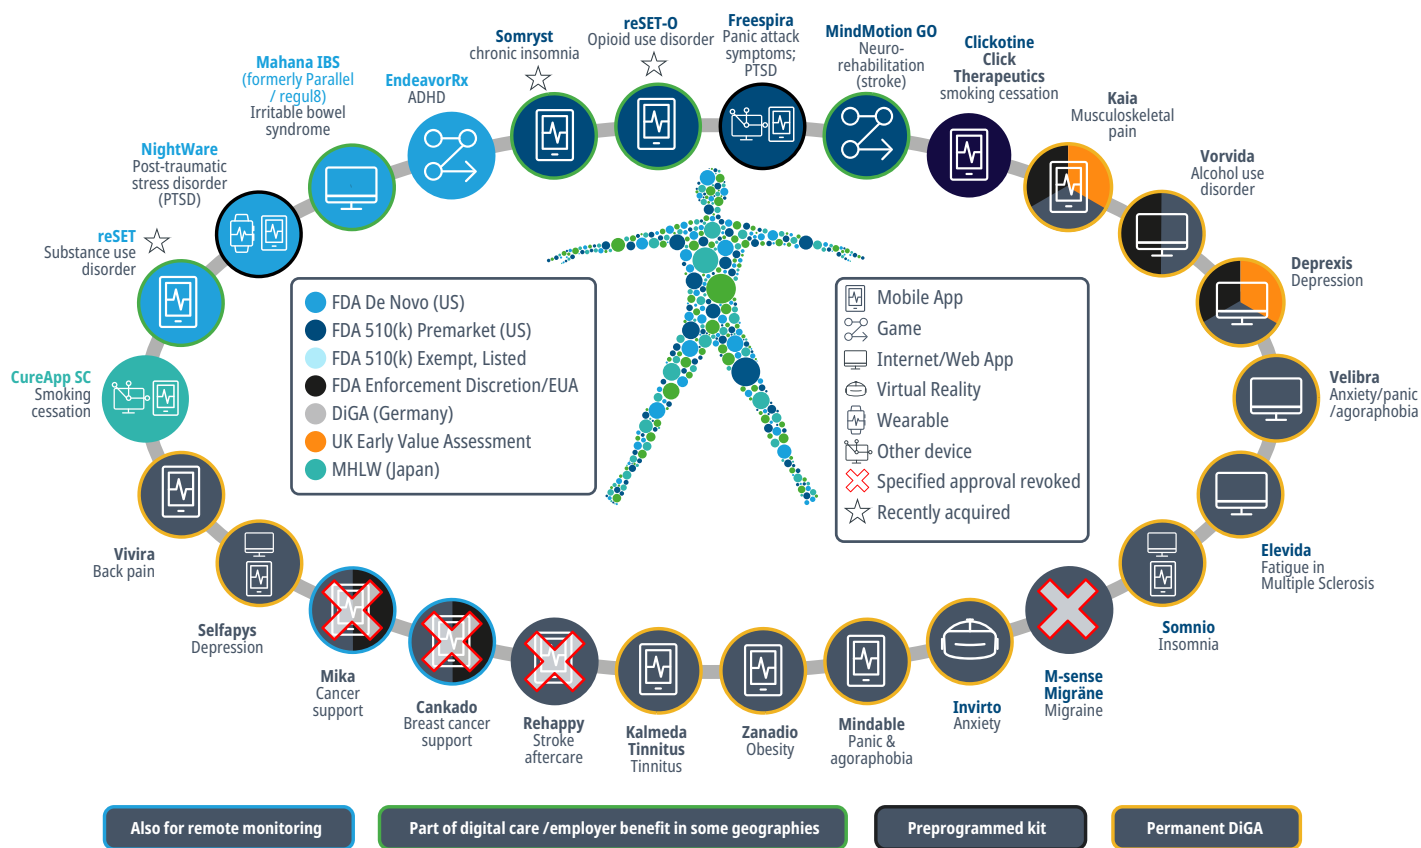 Somryst
chronic insomnia
reSET-O
Opioid use disorder
Freespira
Panic attack
symptoms;
PTSD
MindMotion GO
Neuro-
rehabilitation
(stroke)
Clickotine
Click
Therapeutics
smoking cessation
Mahana IBS
(formerly Parallel
/ regul8)
Irritable bowel
syndrome
EndeavorRx
ADHD
Kaia
Musculoskeletal
pain
NightWare
Post-traumatic
stress disorder
(PTSD)
Vorvida
Alcohol use
disorder
reSET
Substance use
disorder
Deprexis
Depression
FDA De Novo (US)
FDA 510(k) Premarket (US)
FDA 510(k) Exempt, Listed
FDA Enforcement Discretion/EUA
DiGA (Germany)
UK Early Value Assessment
MHLW (Japan)
Mobile App
Game
Internet/Web App
Virtual Reality
Wearable
Other device
Specified approval revoked
Recently acquired
CureApp SC
Smoking
cessation
Velibra
Anxiety/panic
/agoraphobia
Vivira
Back pain
Elevida
Fatigue in
Multiple Sclerosis
Selfapys
Depression
Somnio
Insomnia
Mika
Cancer
support
Cankado
Breast cancer
support
Rehappy
Stroke
aftercare
Kalmeda
Tinnitus
Tinnitus
Zanadio
Obesity
Mindable
Panic &
agoraphobia
Invirto
Anxiety
M-sense
Migräne
Migraine
Also for remote monitoring
Part of digital care /employer benefit in some geographies
Preprogrammed kit
Permanent DiGA